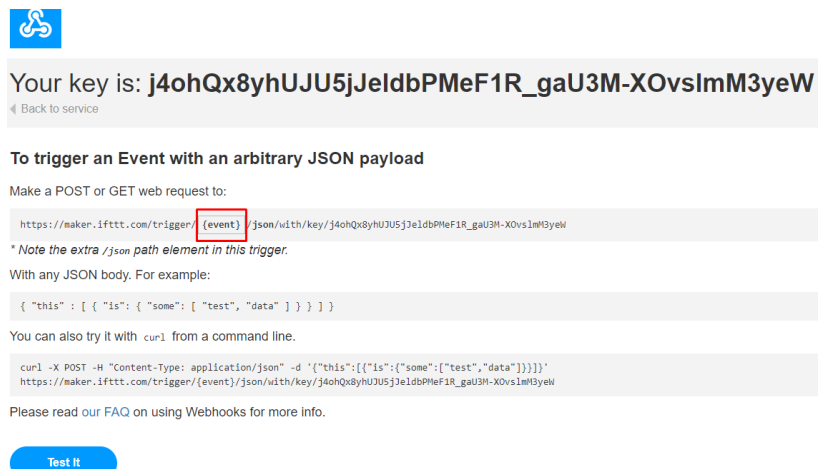 Your key is: j4ohQx8yhUJU5jJeldbPMeF1R_gaU3M-XOvslmM3yeW
Back to service
To trigger an Event with an arbitrary JSON payload
Make a POST or GET web request to:
https://maker.ifttt.com/trigger/ {event} /json/with/key/j4ohQx8yhUJU5jJeldbPMeF1R_gaU3M-XOvslmM3yeW
* Note the extra /json path element in this trigger.
With any JSON body. For example:
{ "this" : [ { "is": { "some": [ "test", "data" ] } } ] }
You can also try it with curl from a command line.
curl -X POST -H "Content-Type: application/json" -d '{"this":[{"is":{"some":["test","data"]}}]}'
https://maker.ifttt.com/trigger/{event}/json/with/key/j4ohQx8yhUJU5jJeldbPMeF1R_gaU3M-XOvslmM3yeW
Please read our FAQ on using Webhooks for more info.
Test It